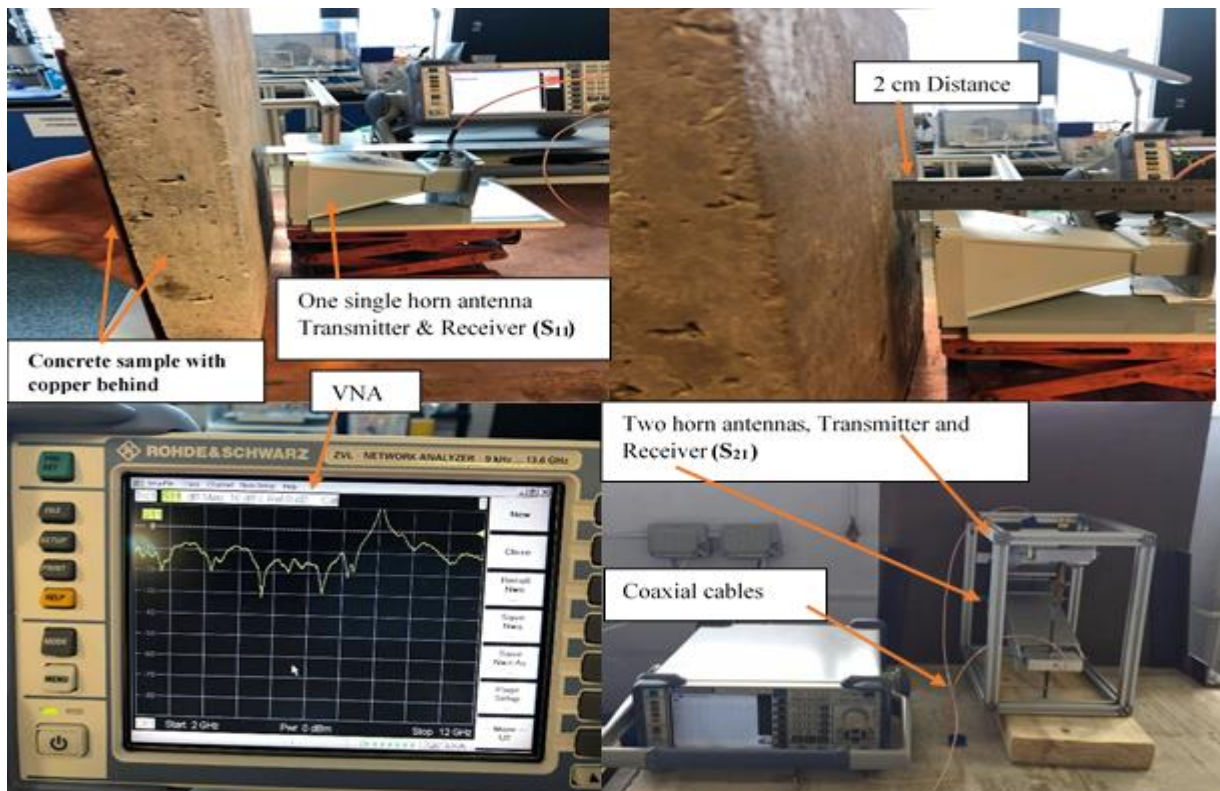 One single horn antenna
Transmitter & Receiver (S₁₁)
Concrete sample with
copper behind
2 cm Distance
VNA
ROHDE&SCHWARZ
ZVL NETWORK ANALYZER 9 kHz ... 13.6 GHz
FILE
SETUP
PRINT
HELP
MODE
MENU
New
Close
Start 2 GHz
Pwr 0 dBm
Stop 12 GHz
Two horn antennas, Transmitter and
Receiver (S₂₁)
Coaxial cables